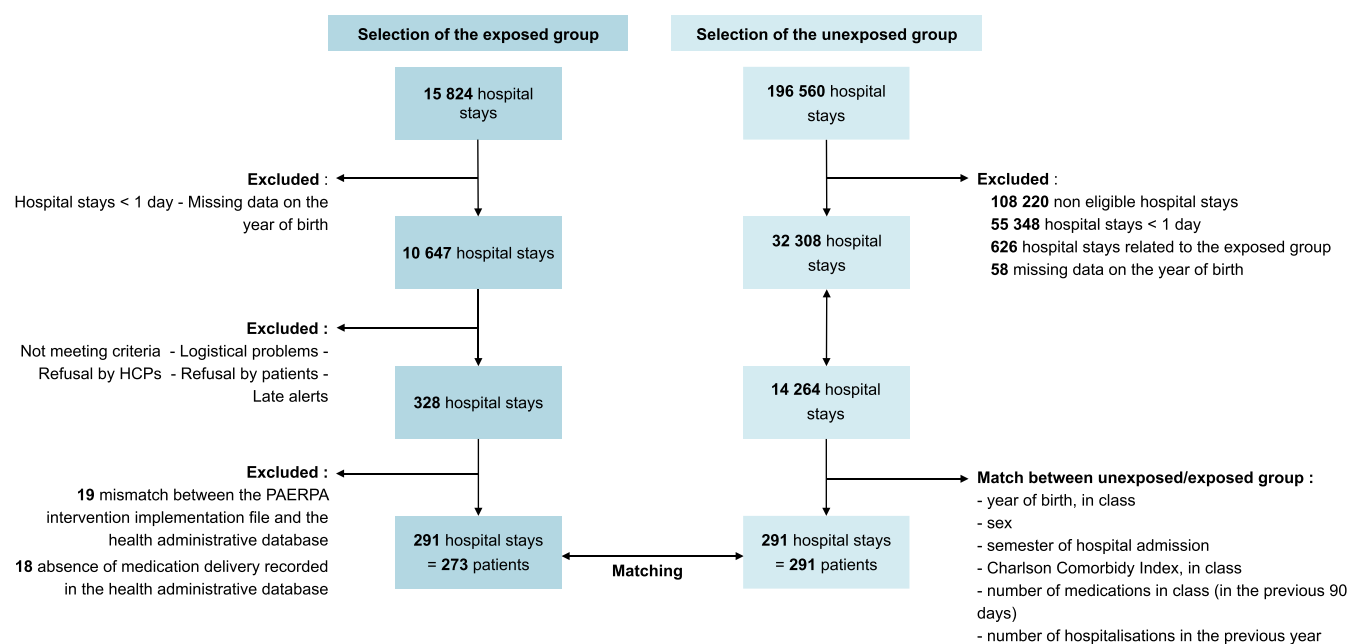 Selection of the exposed group
Selection of the unexposed group
15 824 hospital
stays
196 560 hospital
stays
Excluded :
Hospital stays < 1 day - Missing data on the
year of birth
Excluded :
108 220 non eligible hospital stays
55 348 hospital stays < 1 day
626 hospital stays related to the exposed group
58 missing data on the year of birth
10 647 hospital stays
32 308 hospital
stays
Excluded :
Not meeting criteria - Logistical problems -
Refusal by HCPs - Refusal by patients -
Late alerts
328 hospital stays
14 264 hospital
stays
Excluded :
19 mismatch between the PAERPA
intervention implementation file and the
health administrative database
18 absence of medication delivery recorded
in the health administrative database
Match between unexposed/exposed group :
- year of birth, in class
- sex
- semester of hospital admission
- Charlson Comorbidy Index, in class
- number of medications in class (in the previous 90
days)
- number of hospitalisations in the previous year
291 hospital stays
= 273 patients
Matching
291 hospital stays
= 291 patients